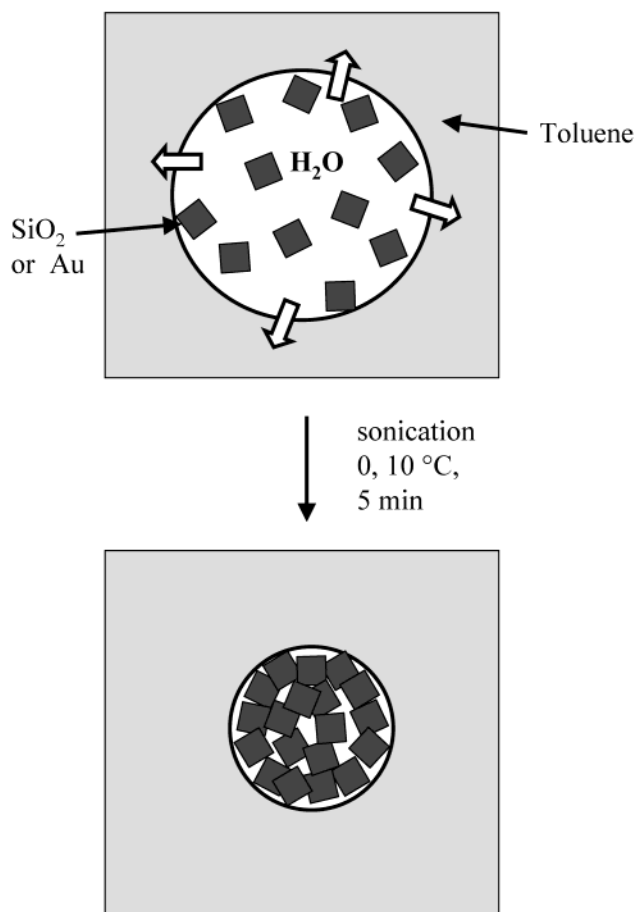 Toluene
H₂O
SiO₂
or Au
sonication
0, 10 °C,
5 min